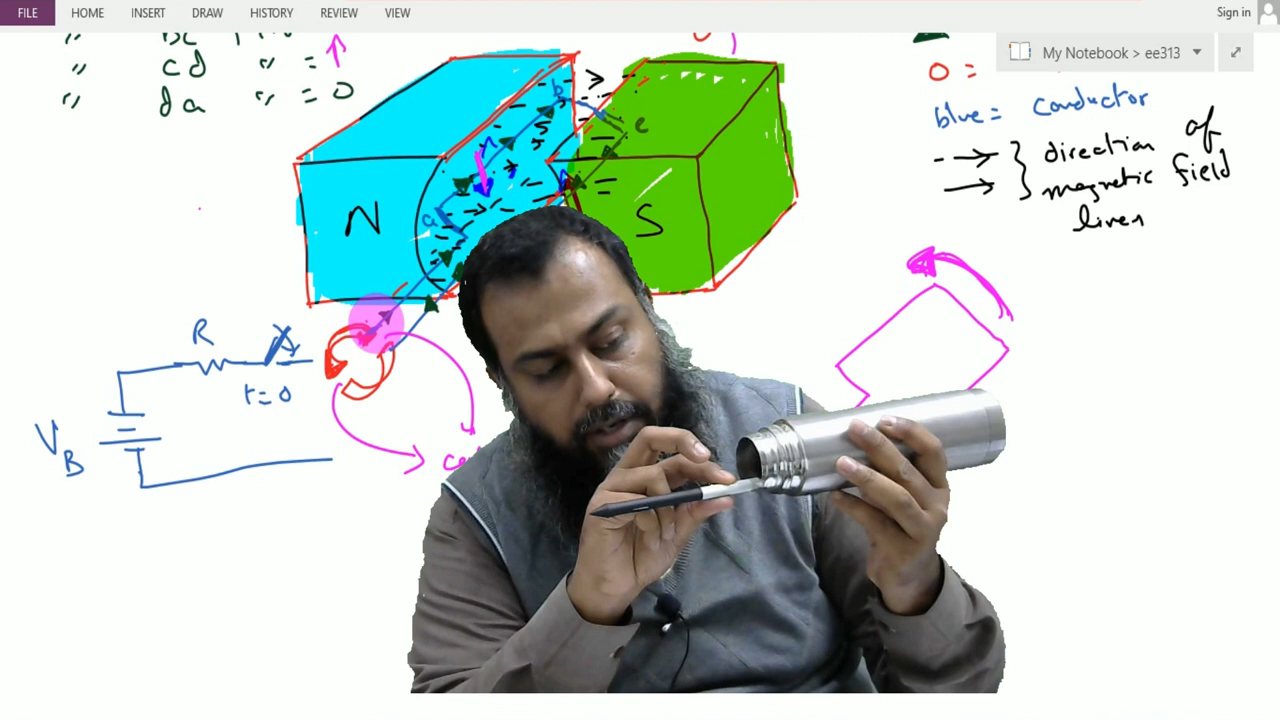 FILE HOME INSERT DRAW HISTORY REVIEW VIEW
Sign in
My Notebook > ee313
cd " =
da " = 0
0 =
blue = conductor
direction of
magnetic field
lines
b
c
a
N
S
R
t=0
VB